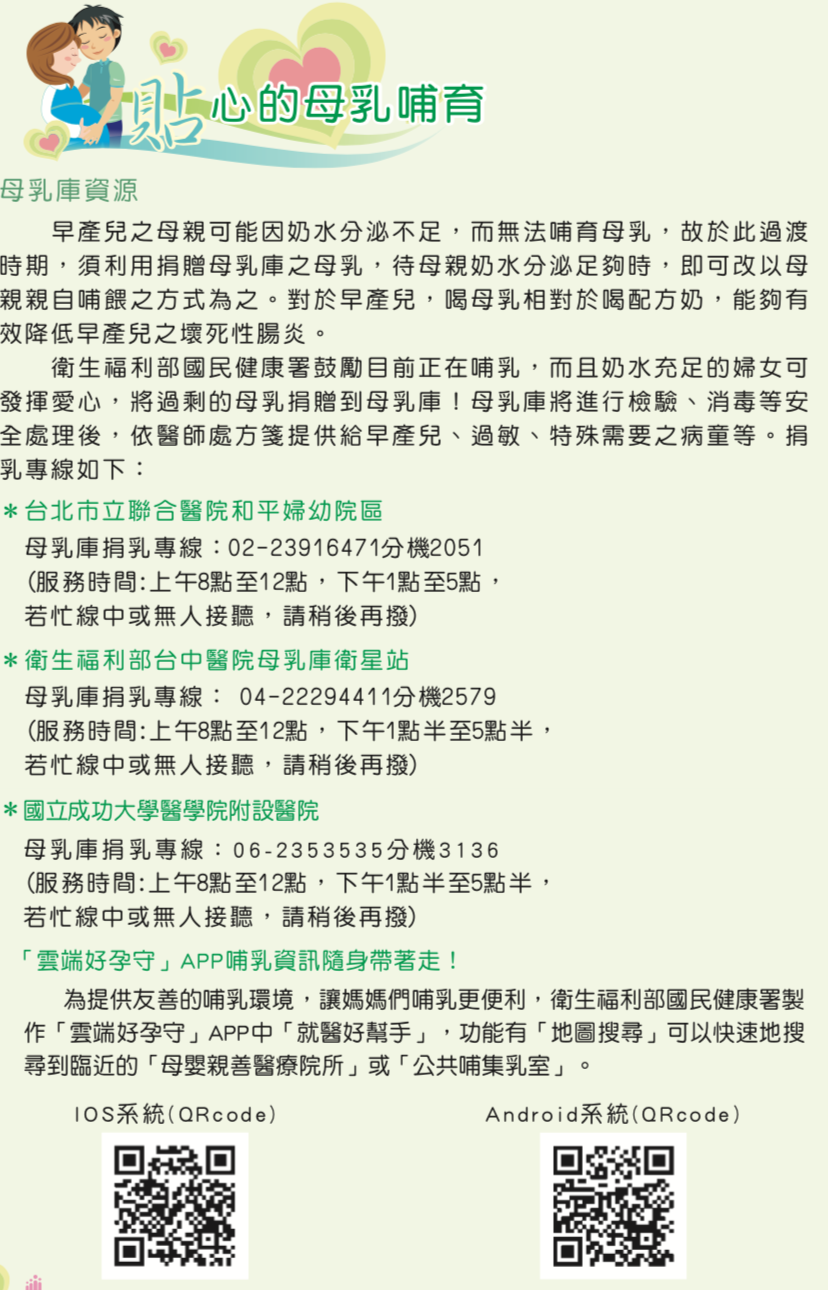 貼心的母乳哺育
母乳庫資源
早產兒之母親可能因奶水分泌不足，而無法哺育母乳，故於此過渡
時期，須利用捐贈母乳庫之母乳，待母親奶水分泌足夠時，即可改以母
親親自哺餵之方式為之。對於早產兒，喝母乳相對於喝配方奶，能夠有
效降低早產兒之壞死性腸炎。
衛生福利部國民健康署鼓勵目前正在哺乳，而且奶水充足的婦女可
發揮愛心，將過剩的母乳捐贈到母乳庫！母乳庫將進行檢驗、消毒等安
全處理後，依醫師處方箋提供給早產兒、過敏、特殊需要之病童等。捐
乳專線如下：
＊台北市立聯合醫院和平婦幼院區
母乳庫捐乳專線：02-23916471分機2051
(服務時間:上午8點至12點，下午1點至5點，
若忙線中或無人接聽，請稍後再撥)
＊衛生福利部台中醫院母乳庫衛星站
母乳庫捐乳專線： 04-22294411分機2579
(服務時間:上午8點至12點，下午1點半至5點半，
若忙線中或無人接聽，請稍後再撥)
＊國立成功大學醫學院附設醫院
母乳庫捐乳專線：06-2353535分機3136
(服務時間:上午8點至12點，下午1點半至5點半，
若忙線中或無人接聽，請稍後再撥)
「雲端好孕守」APP哺乳資訊隨身帶著走！
為提供友善的哺乳環境，讓媽媽們哺乳更便利，衛生福利部國民健康署製
作「雲端好孕守」APP中「就醫好幫手」，功能有「地圖搜尋」可以快速地搜
尋到臨近的「母嬰親善醫療院所」或「公共哺集乳室」。
IOS系統(QRcode)
Android系統(QRcode)